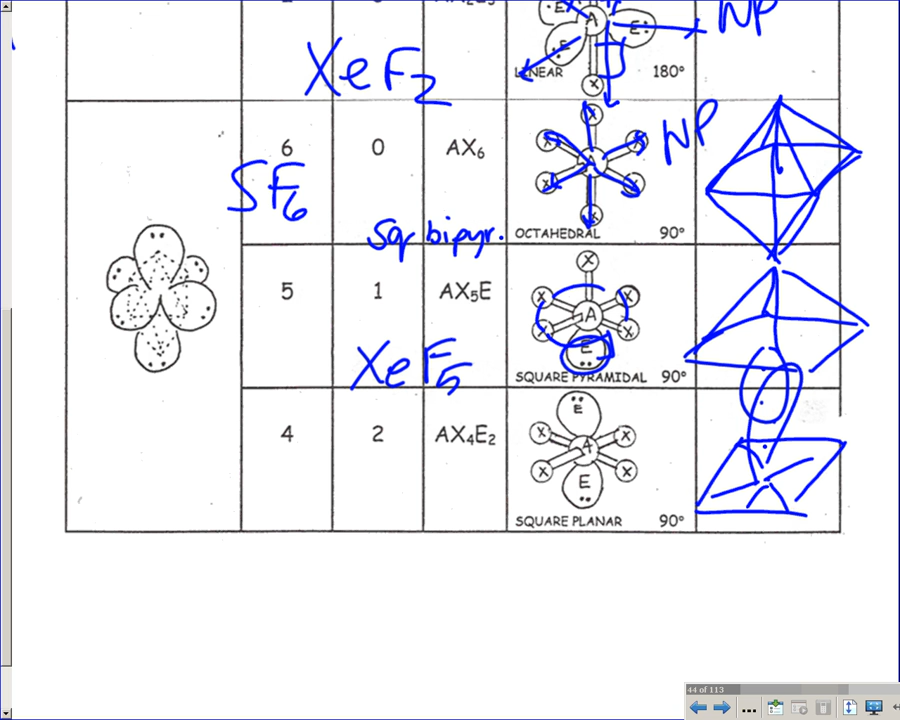 NP
XeF2
LINEAR 180°
6 0 AX6 NP
SF6
Sq bipyr. OCTAHEDRAL 90°
5 1 AX5E
XeF5
SQUARE PYRAMIDAL 90°
4 2 AX4E2
SQUARE PLANAR 90°
A E E X
X X X A X X X
X X X A X X E
E X X A X X E
44 of 113